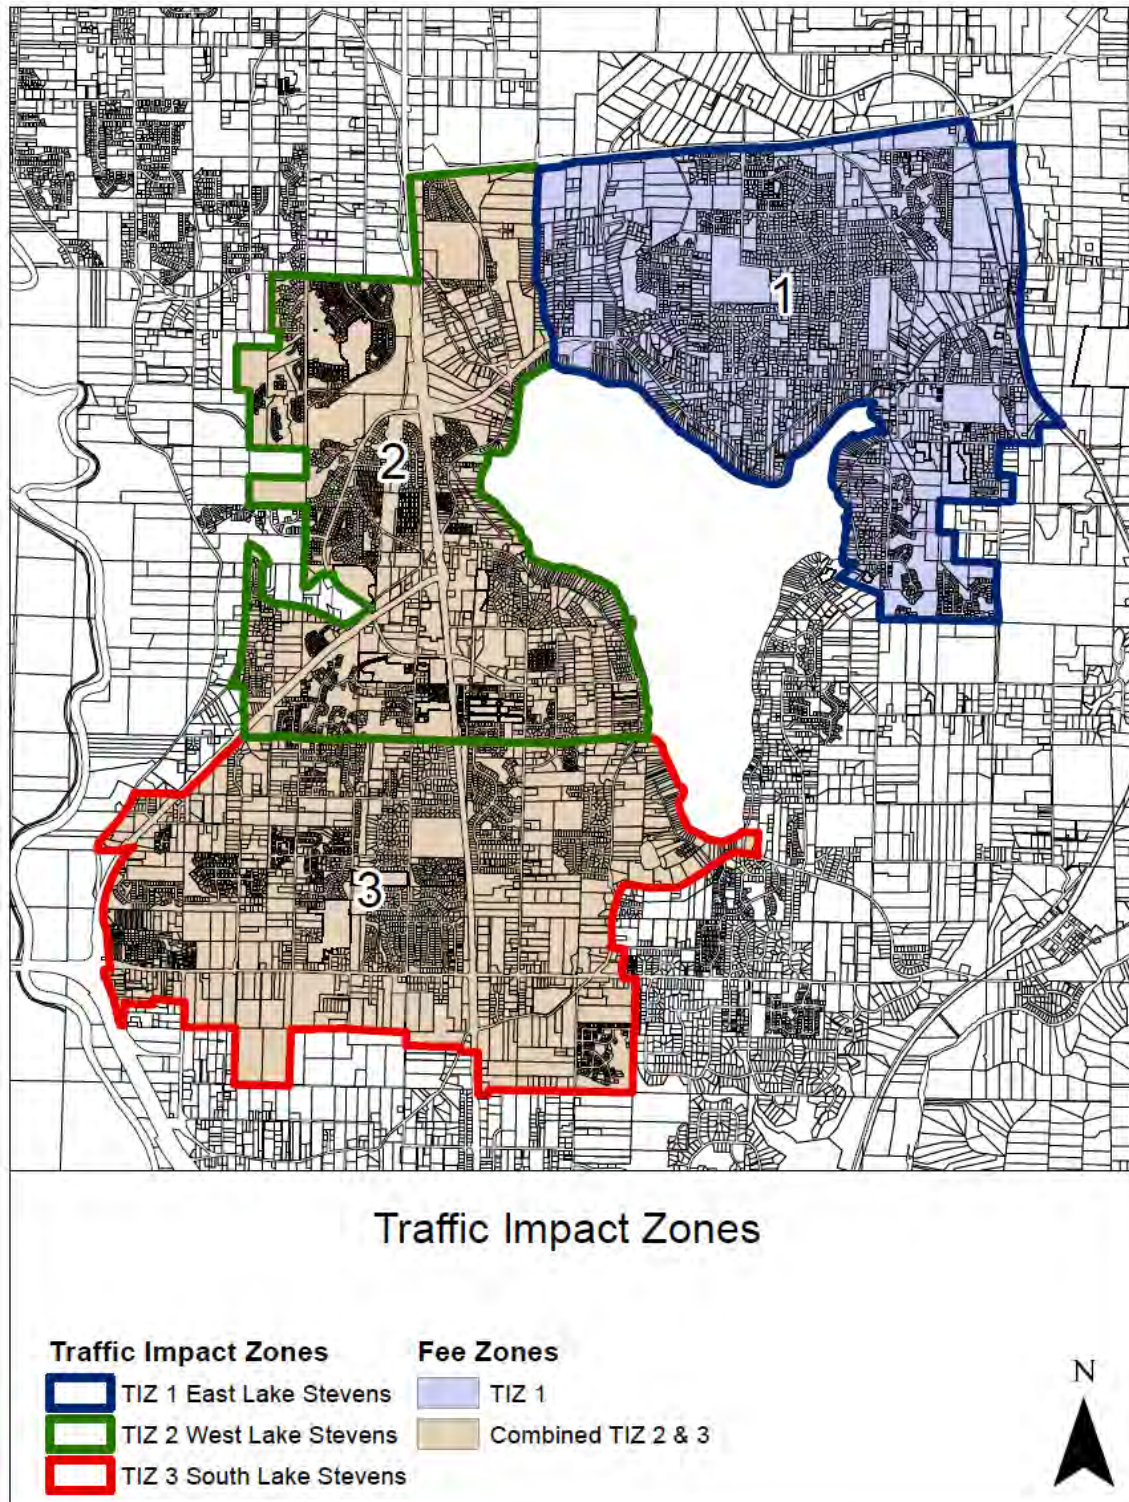 1
2
3
Traffic Impact Zones
Traffic Impact Zones
Fee Zones
TIZ 1 East Lake Stevens
TIZ 1
TIZ 2 West Lake Stevens
Combined TIZ 2 & 3
TIZ 3 South Lake Stevens
N